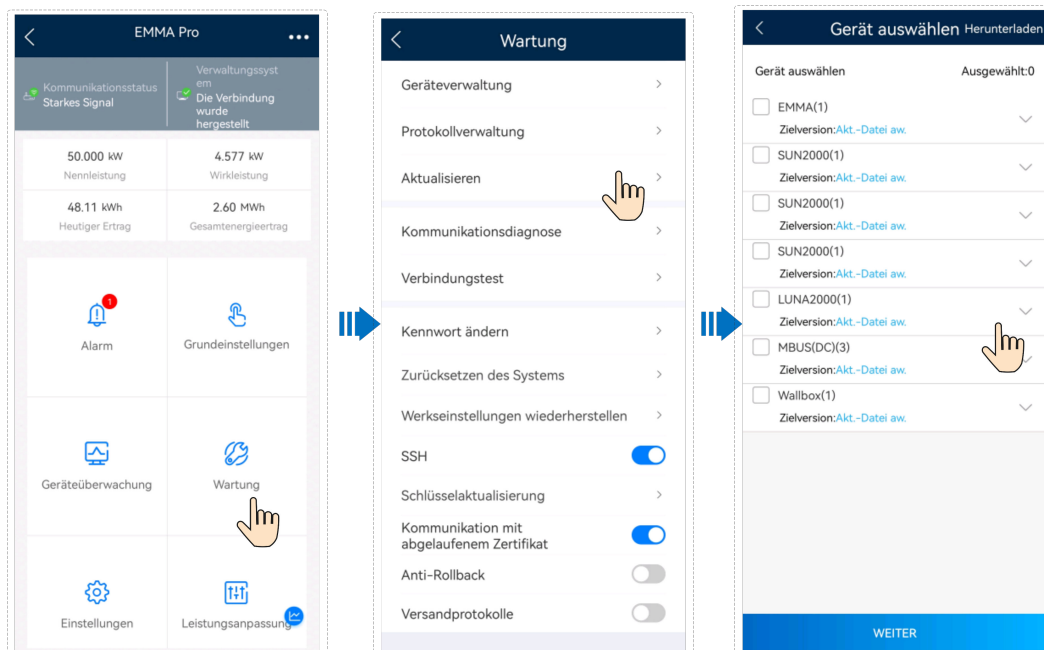 EMMA Pro
Kommunikationsstatus
Starkes Signal
Verwaltungssyst
em
Die Verbindung
wurde
hergestellt
50.000 kW
Nennleistung
4.577 kW
Wirkleistung
48.11 kWh
Heutiger Ertrag
2.60 MWh
Gesamtenergieertrag
1
Alarm
Grundeinstellungen
Geräteüberwachung
Wartung
Einstellungen
Leistungsanpassung
Wartung
Geräteverwaltung
Protokollverwaltung
Aktualisieren
Kommunikationsdiagnose
Verbindungstest
Kennwort ändern
Zurücksetzen des Systems
Werkseinstellungen wiederherstellen
SSH
Schlüsselaktualisierung
Kommunikation mit
abgelaufenem Zertifikat
Anti-Rollback
Versandprotokolle
Gerät auswählen Herunterladen
Gerät auswählen Ausgewählt:0
EMMA(1)
Zielversion:Akt.-Datei aw.
SUN2000(1)
Zielversion:Akt.-Datei aw.
SUN2000(1)
Zielversion:Akt.-Datei aw.
SUN2000(1)
Zielversion:Akt.-Datei aw.
LUNA2000(1)
Zielversion:Akt.-Datei aw.
MBUS(DC)(3)
Zielversion:Akt.-Datei aw.
Wallbox(1)
Zielversion:Akt.-Datei aw.
WEITER